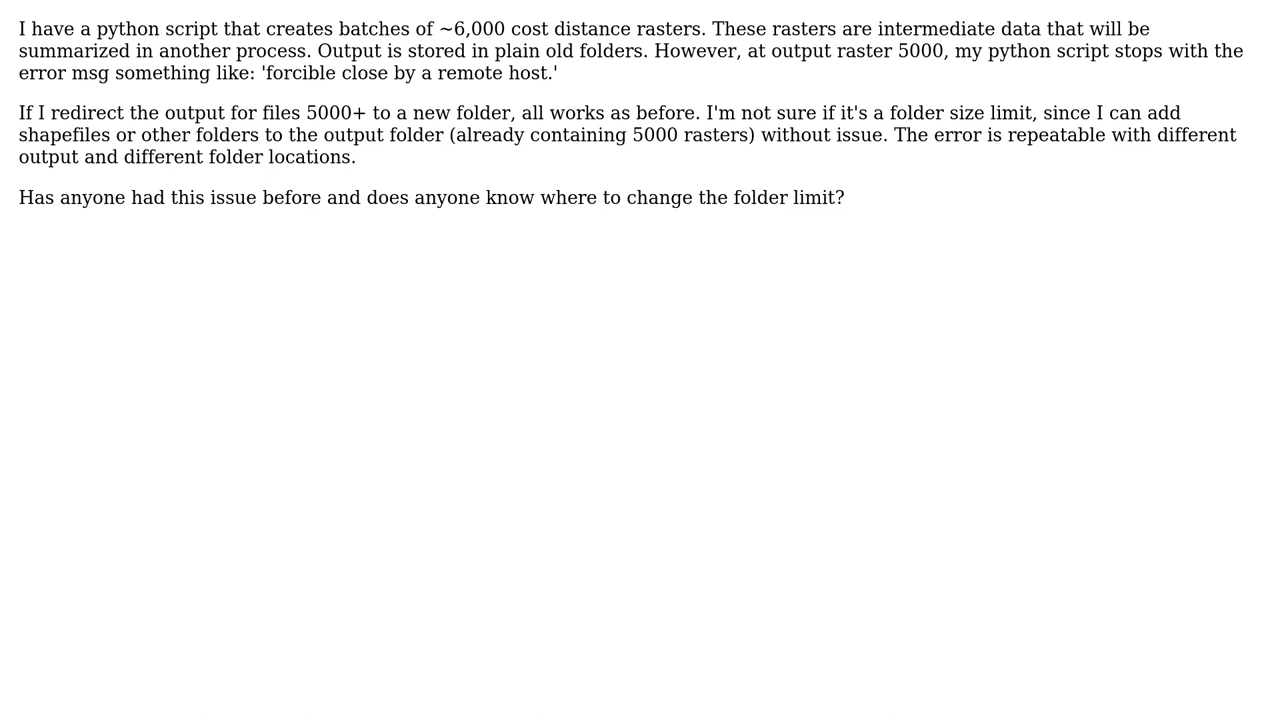 I have a python script that creates batches of ~6,000 cost distance rasters. These rasters are intermediate data that will be
summarized in another process. Output is stored in plain old folders. However, at output raster 5000, my python script stops with the
error msg something like: 'forcible close by a remote host.'
If I redirect the output for files 5000+ to a new folder, all works as before. I'm not sure if it's a folder size limit, since I can add
shapefiles or other folders to the output folder (already containing 5000 rasters) without issue. The error is repeatable with different
output and different folder locations.
Has anyone had this issue before and does anyone know where to change the folder limit?